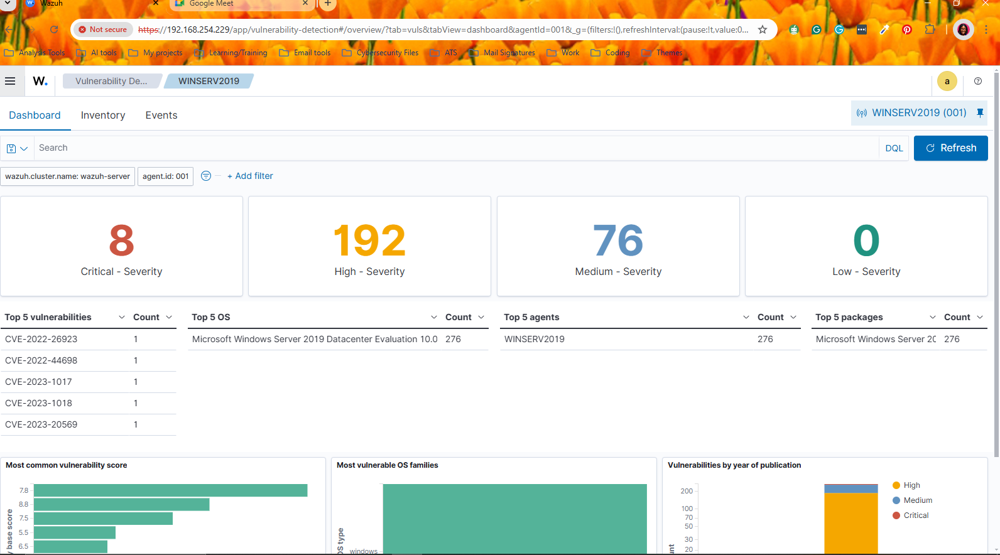 Wazuh
Google Meet
Not secure
https://192.168.254.229/app/vulnerability-detection#/overview/?tab=vuls&tabView=dashboard&agentId=001&_g=(filters:!(),refreshInterval:(pause:!t,value:0...
Analysis Tools
AI tools
My projects
Learning/Training
Email tools
Cybersecurity Files
ATS
Mail Signatures
Work
Coding
Themes
W.
Vulnerability De...
WINSERV2019
a
Dashboard
Inventory
Events
WINSERV2019 (001)
Search
DQL
Refresh
wazuh.cluster.name: wazuh-server
agent.id: 001
+ Add filter
8
Critical - Severity
192
High - Severity
76
Medium - Severity
0
Low - Severity
Top 5 vulnerabilities Count
CVE-2022-26923 1
CVE-2022-44698 1
CVE-2023-1017 1
CVE-2023-1018 1
CVE-2023-20569 1
Top 5 OS Count
Microsoft Windows Server 2019 Datacenter Evaluation 10.0 276
Top 5 agents Count
WINSERV2019 276
Top 5 packages Count
Microsoft Windows Server 20 276
Most common vulnerability score
7.8
8.8
7.5
5.5
6.5
y base score
Most vulnerable OS families
OS type
windows
Vulnerabilities by year of publication
200
100
70
50
30
20
unt
High
Medium
Critical